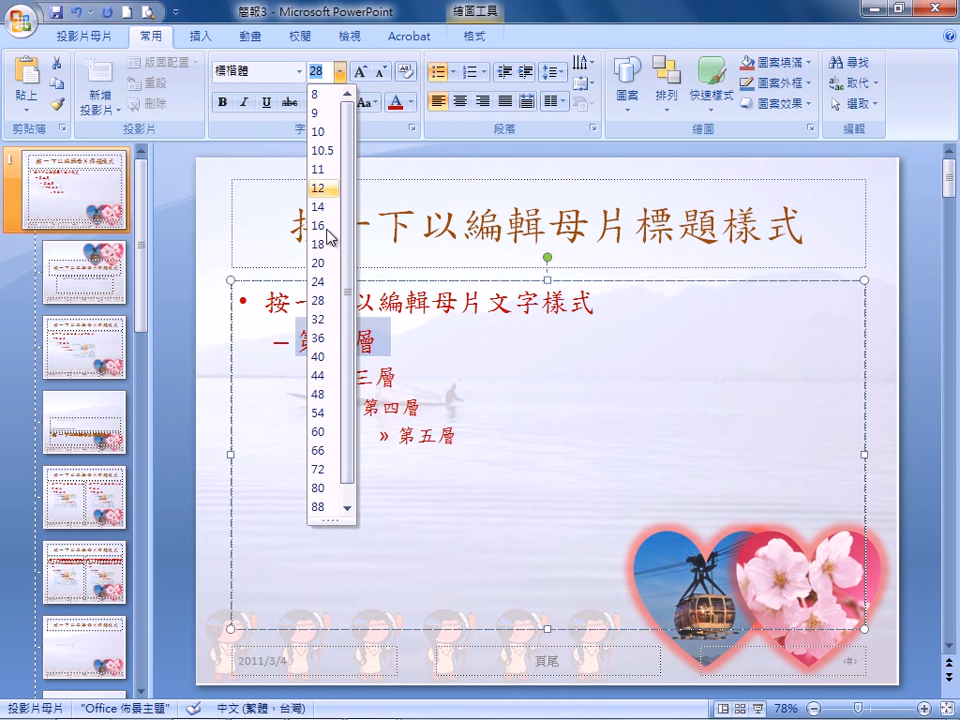 簡報3 - Microsoft PowerPoint
繪圖工具
投影片母片 常用 插入 動畫 校閱 檢視 Acrobat 格式
貼上
剪貼簿
新增
投影片
版面配置
重設
刪除
投影片
標楷體 28
B I U abc Aa A
字
段落
圖案 排列 快速樣式
圖案填滿
圖案外框
圖案效果
繪圖
尋找
取代
選取
編輯
8
9
10
10.5
11
12
14
16
18
20
24
28
32
36
40
44
48
54
60
66
72
80
88
1
按一下以編輯母片標題樣式
• 按一下以編輯母片文字樣式
– 第二層
三層
第四層
» 第五層
2011/3/4
頁尾
‹#›
投影片母片 "Office 佈景主題" 中文 (繁體，台灣) 78%